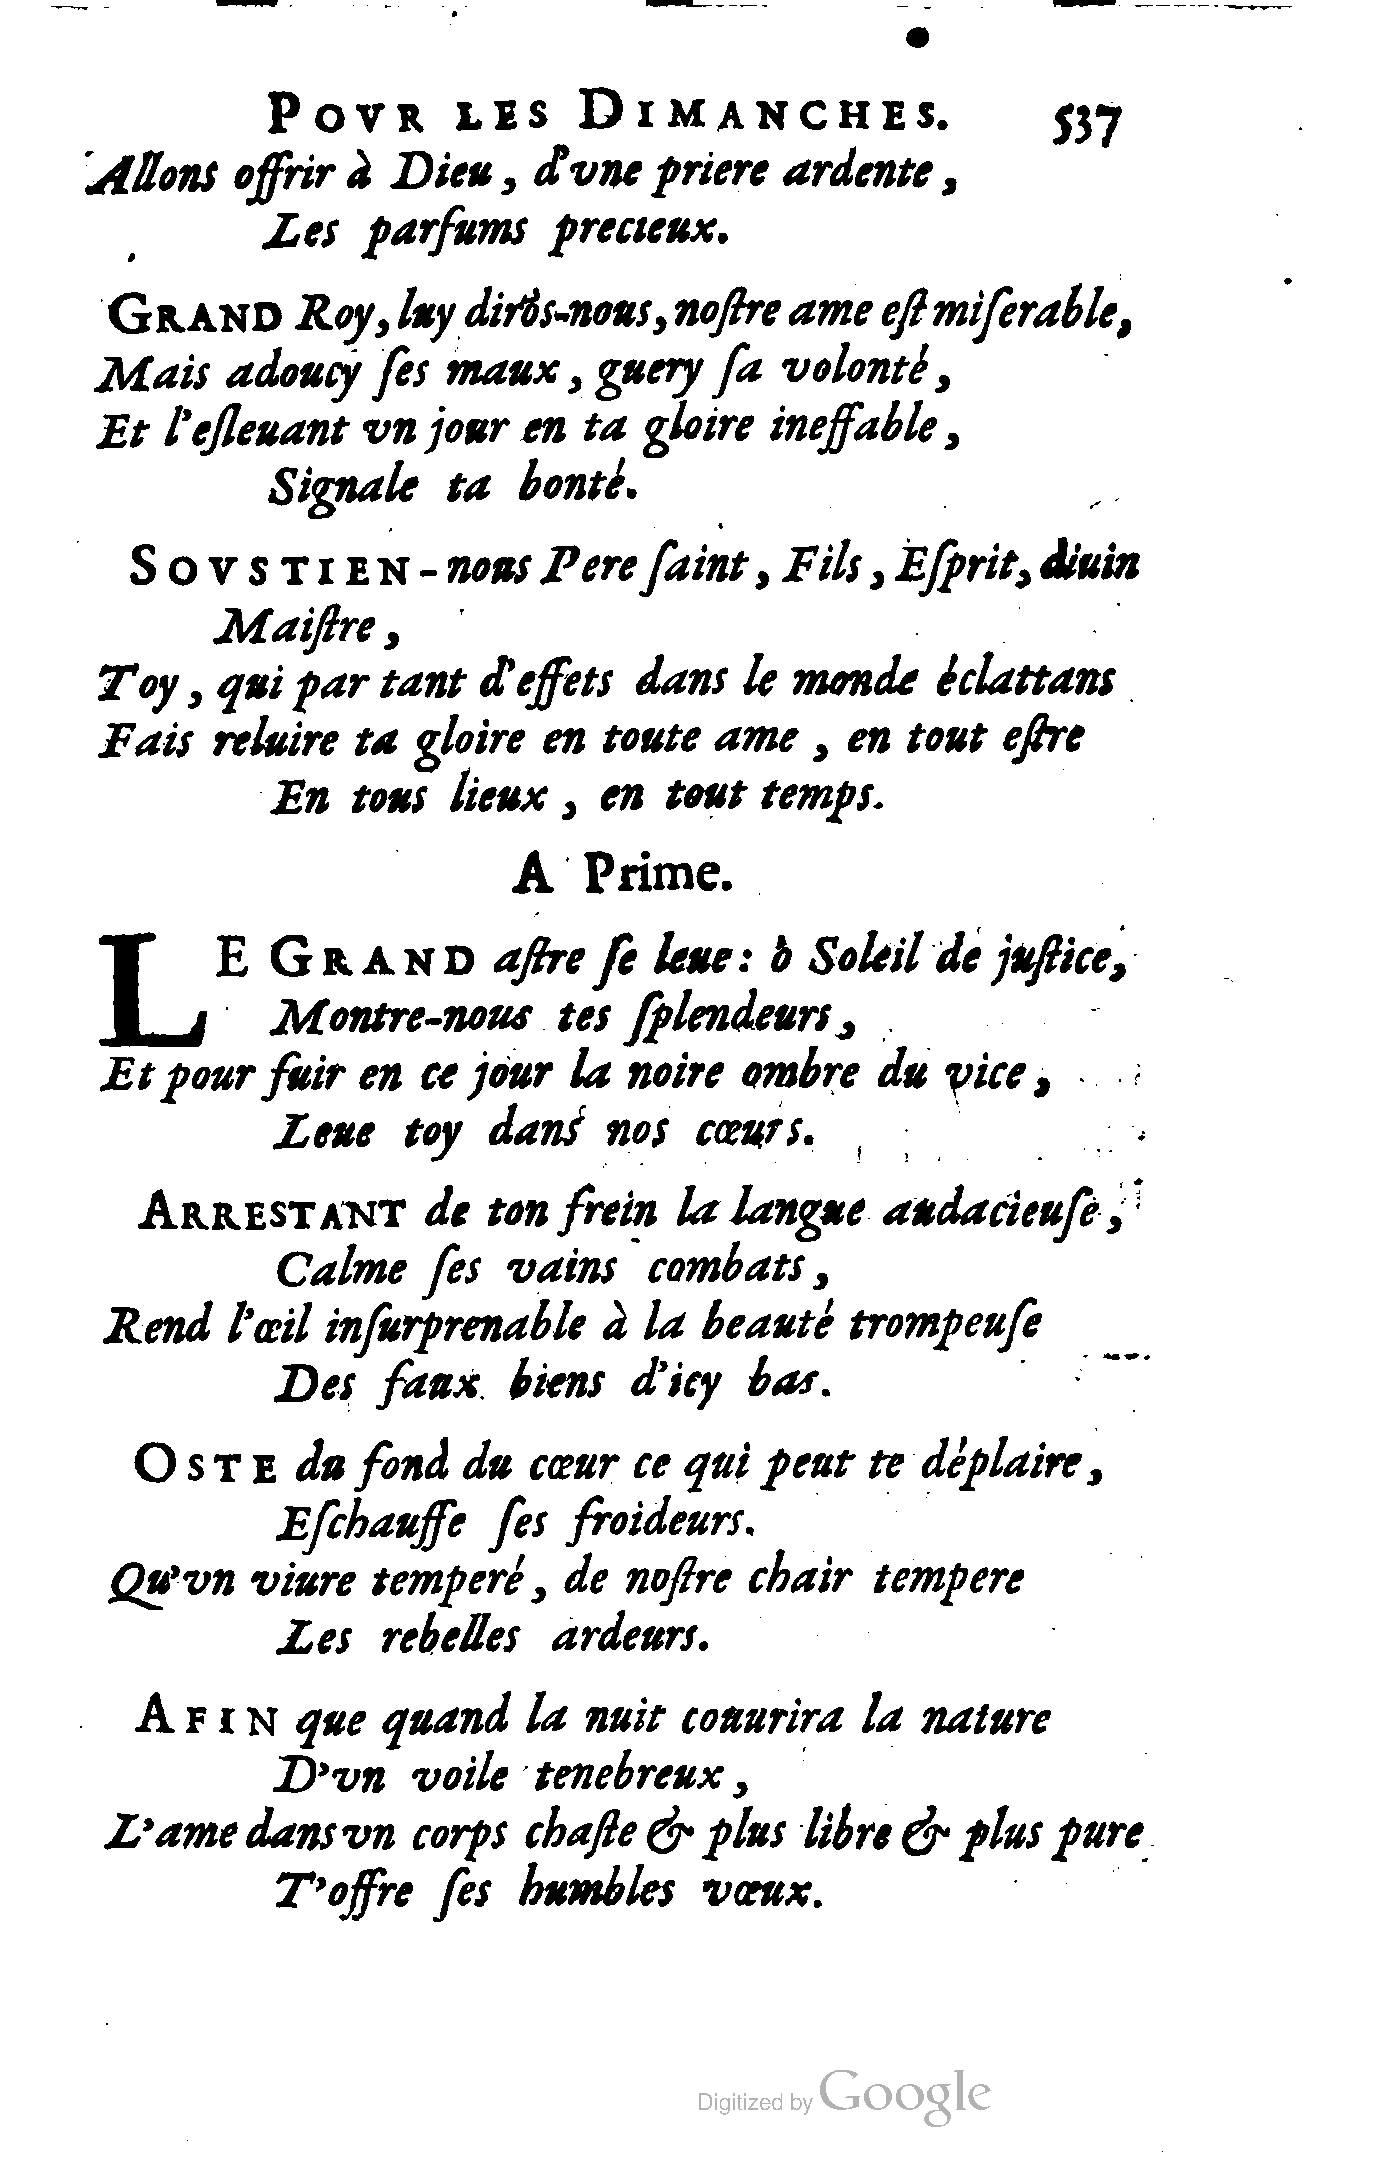 POVR LES DIMANCHES. 537
Allons offrir à Dieu, d'vne priere ardente,
Les parfums precieux.
GRAND Roy, luy dirõs-nous, noſtre ame eſt miſerable,
Mais adoucy ſes maux, guery ſa volonté,
Et l'eſleuant vn jour en ta gloire ineffable,
Signale ta bonté.
SOVSTIEN-nous Pere ſaint, Fils, Eſprit, diuin
Maiſtre,
Toy, qui par tant d'effets dans le monde éclattans
Fais reluire ta gloire en toute ame, en tout eſtre
En tous lieux, en tout temps.
A Prime.
LE GRAND aſtre ſe leue: ò Soleil de juſtice,
Montre-nous tes ſplendeurs,
Et pour fuir en ce jour la noire ombre du vice,
Leue toy dans nos cœurs.
ARRESTANT de ton frein la langue audacieuſe,
Calme ſes vains combats,
Rend l'œil inſurprenable à la beauté trompeuſe
Des faux biens d'icy bas.
OSTE du fond du cœur ce qui peut te déplaire,
Eſchauffe ſes froideurs.
Qu'vn viure temperé, de noſtre chair tempere
Les rebelles ardeurs.
AFIN que quand la nuit couurira la nature
D'vn voile tenebreux,
L'ame dans vn corps chaſte & plus libre & plus pure
T'offre ſes humbles vœux.
Digitized by Google